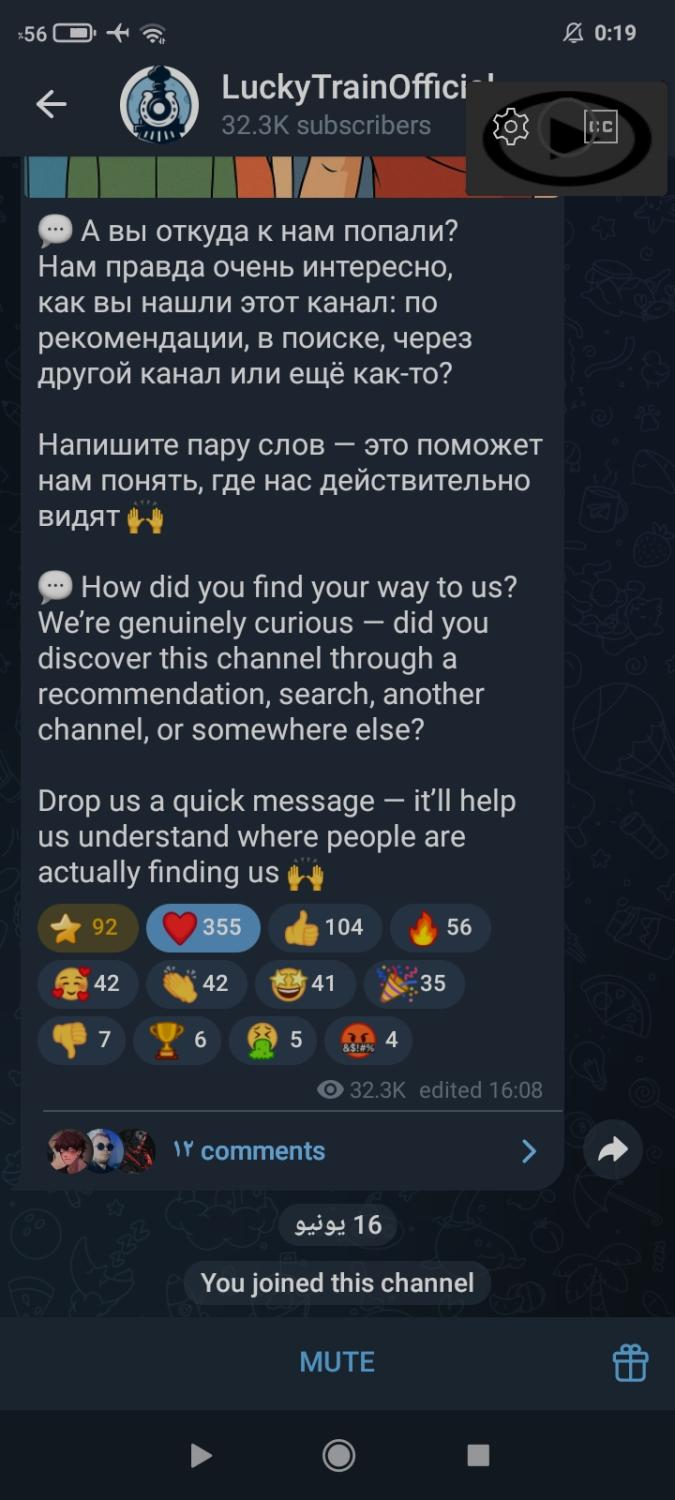 %56
0:19
LuckyTrainOfficial
32.3K subscribers
CC
А вы откуда к нам попали?
Нам правда очень интересно,
как вы нашли этот канал: по
рекомендации, в поиске, через
другой канал или ещё как-то?
Напишите пару слов — это поможет
нам понять, где нас действительно
видят 🙌
How did you find your way to us?
We’re genuinely curious — did you
discover this channel through a
recommendation, search, another
channel, or somewhere else?
Drop us a quick message — it’ll help
us understand where people are
actually finding us 🙌
⭐ 92 ❤️ 355 👍 104 🔥 56
🥰 42 👏 42 🤩 41 🎉 35
👎 7 🏆 6 🤮 5 🤬 4
32.3K edited 16:08
١٢ comments
16 يونيو
You joined this channel
MUTE